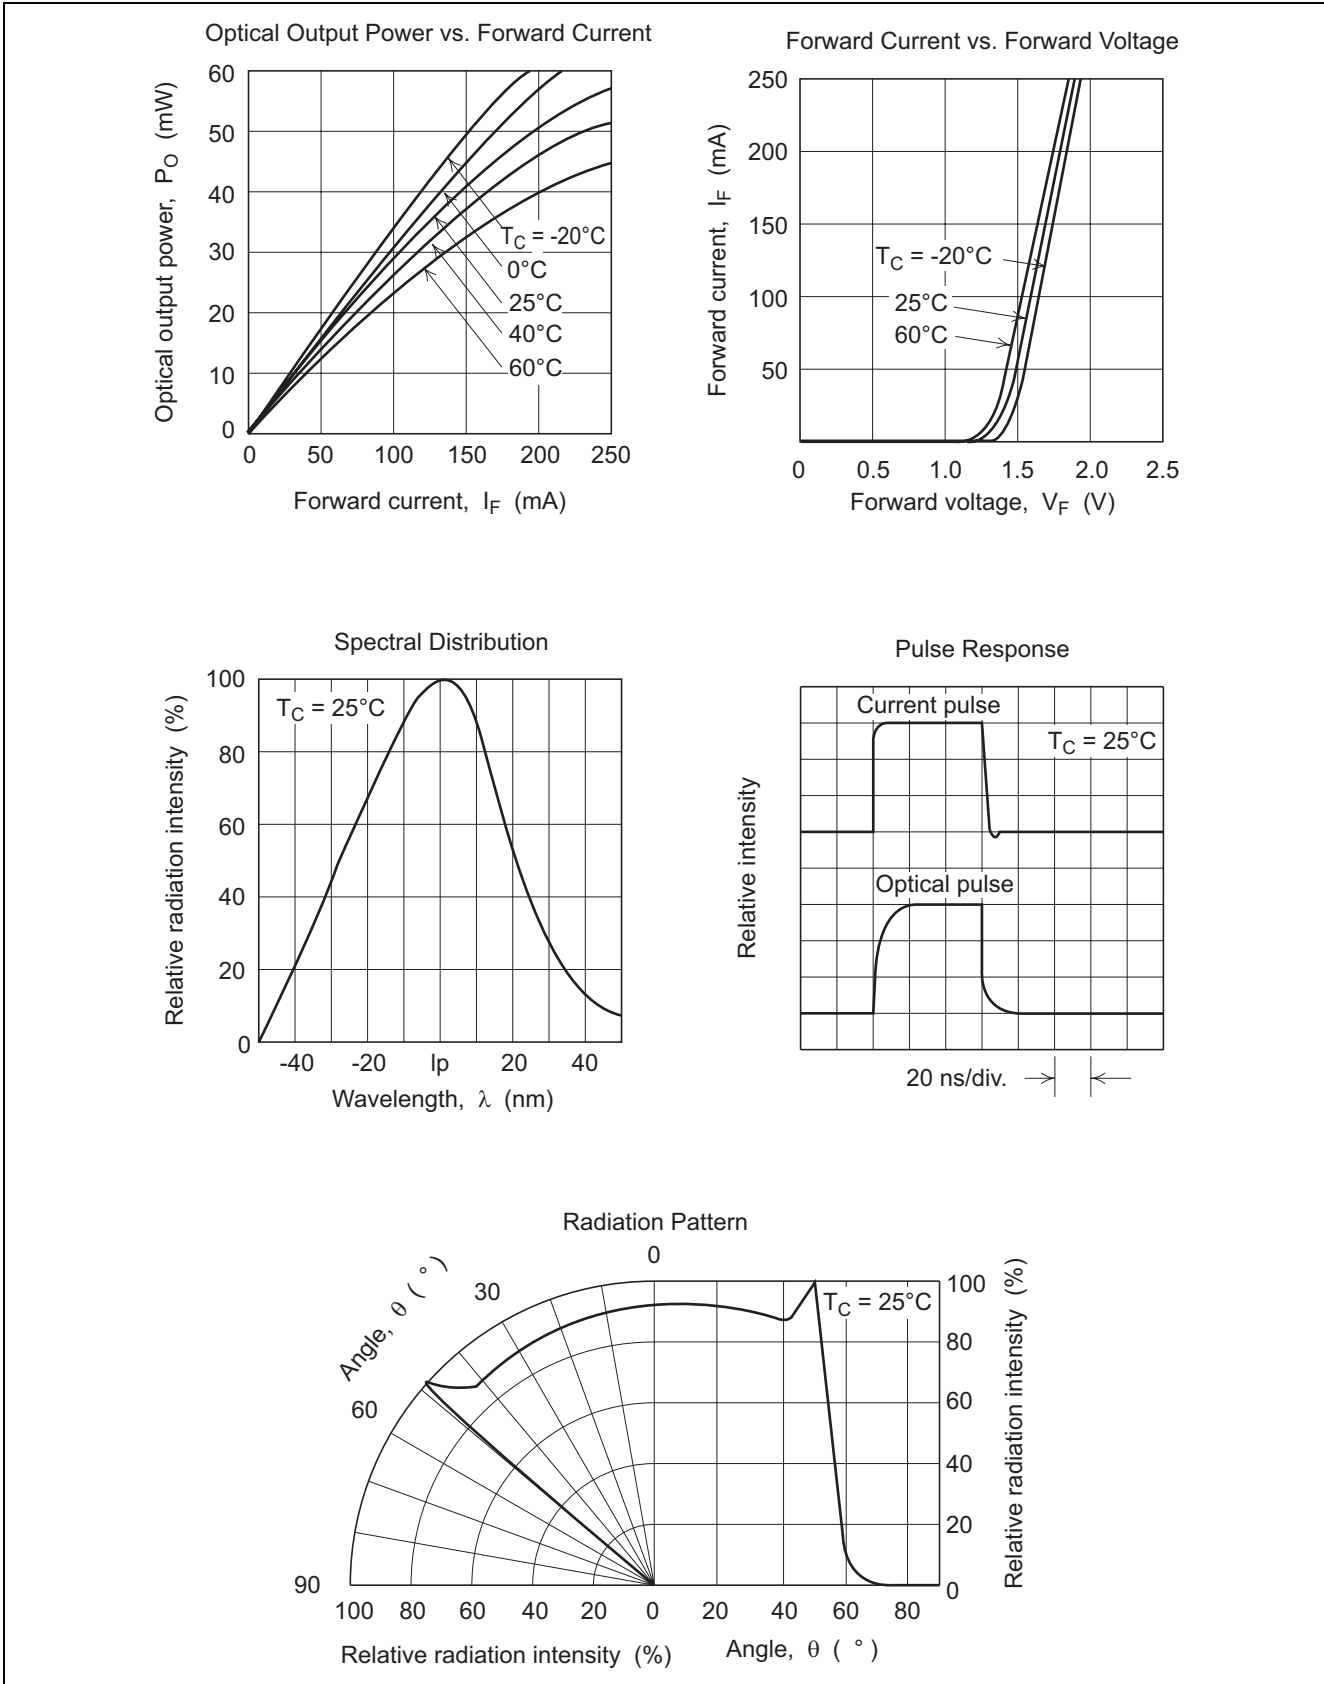 Optical Output Power vs. Forward Current
Optical output power, PO (mW)
60
50
40
30
20
10
0
TC = -20°C
0°C
25°C
40°C
60°C
0 50 100 150 200 250
Forward current, IF (mA)
Forward Current vs. Forward Voltage
Forward current, IF (mA)
250
200
150
100
50
TC = -20°C
25°C
60°C
0 0.5 1.0 1.5 2.0 2.5
Forward voltage, VF (V)
Spectral Distribution
Relative radiation intensity (%)
100
80
60
40
20
0
TC = 25°C
-40 -20 lp 20 40
Wavelength, λ (nm)
Pulse Response
Relative intensity
Current pulse
TC = 25°C
Optical pulse
20 ns/div.
Radiation Pattern
0
30
60
90
Angle, θ ( ° )
TC = 25°C
100
80
60
40
20
0
Relative radiation intensity (%)
100 80 60 40 20 0 20 40 60 80
Relative radiation intensity (%)
Angle, θ ( ° )